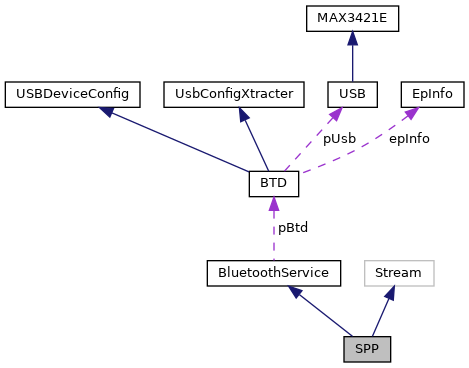 MAX3421E
USBDeviceConfig
UsbConfigXtracter
USB
EpInfo
pUsb
epInfo
BTD
pBtd
BluetoothService
Stream
SPP